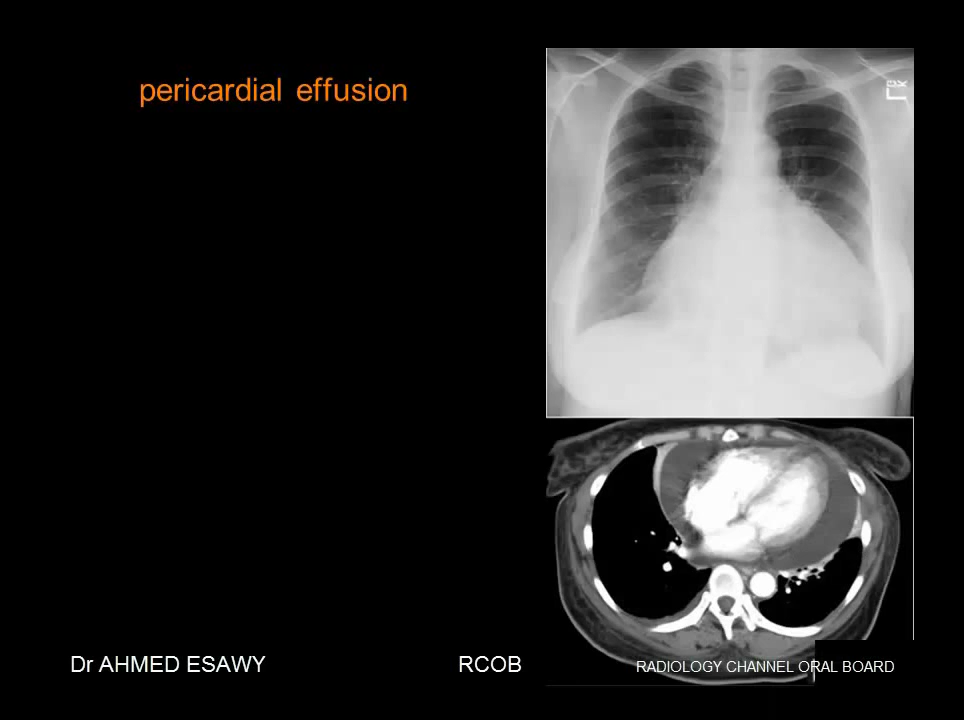 pericardial effusion
Dr AHMED ESAWY
RCOB
RADIOLOGY CHANNEL ORAL BOARD